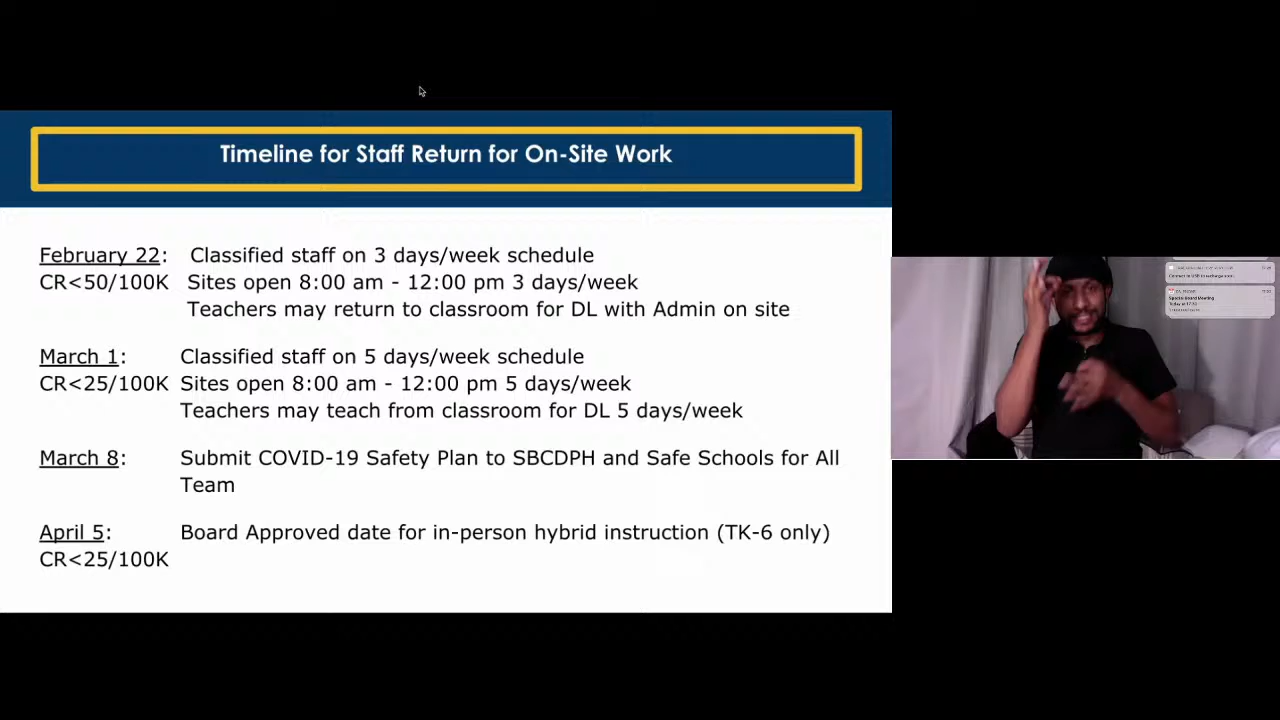 Timeline for Staff Return for On-Site Work
February 22: Classified staff on 3 days/week schedule
CR<50/100K Sites open 8:00 am - 12:00 pm 3 days/week
Teachers may return to classroom for DL with Admin on site
March 1: Classified staff on 5 days/week schedule
CR<25/100K Sites open 8:00 am - 12:00 pm 5 days/week
Teachers may teach from classroom for DL 5 days/week
March 8: Submit COVID-19 Safety Plan to SBCDPH and Safe Schools for All
Team
April 5: Board Approved date for in-person hybrid instruction (TK-6 only)
CR<25/100K
Special Board Meeting